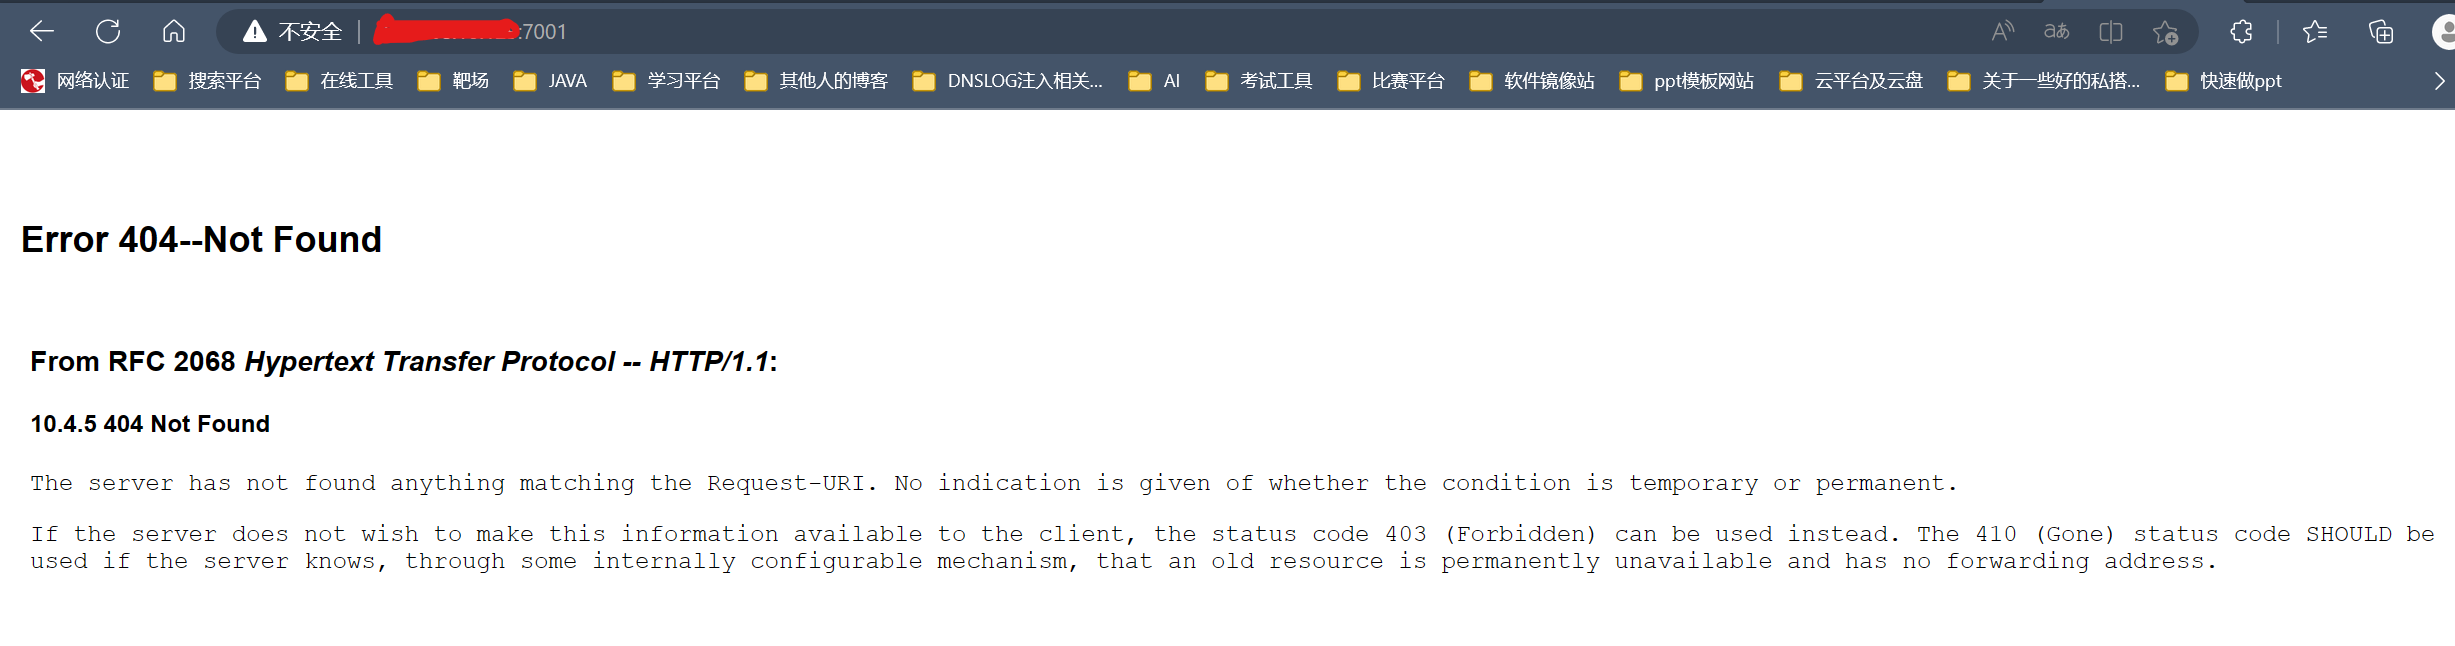 不安全 :7001
网络认证 搜索平台 在线工具 靶场 JAVA 学习平台 其他人的博客 DNSLOG注入相关... AI 考试工具 比赛平台 软件镜像站 ppt模板网站 云平台及云盘 关于一些好的私搭... 快速做ppt
Error 404--Not Found
From RFC 2068 Hypertext Transfer Protocol -- HTTP/1.1:
10.4.5 404 Not Found
The server has not found anything matching the Request-URI. No indication is given of whether the condition is temporary or permanent.
If the server does not wish to make this information available to the client, the status code 403 (Forbidden) can be used instead. The 410 (Gone) status code SHOULD be
used if the server knows, through some internally configurable mechanism, that an old resource is permanently unavailable and has no forwarding address.